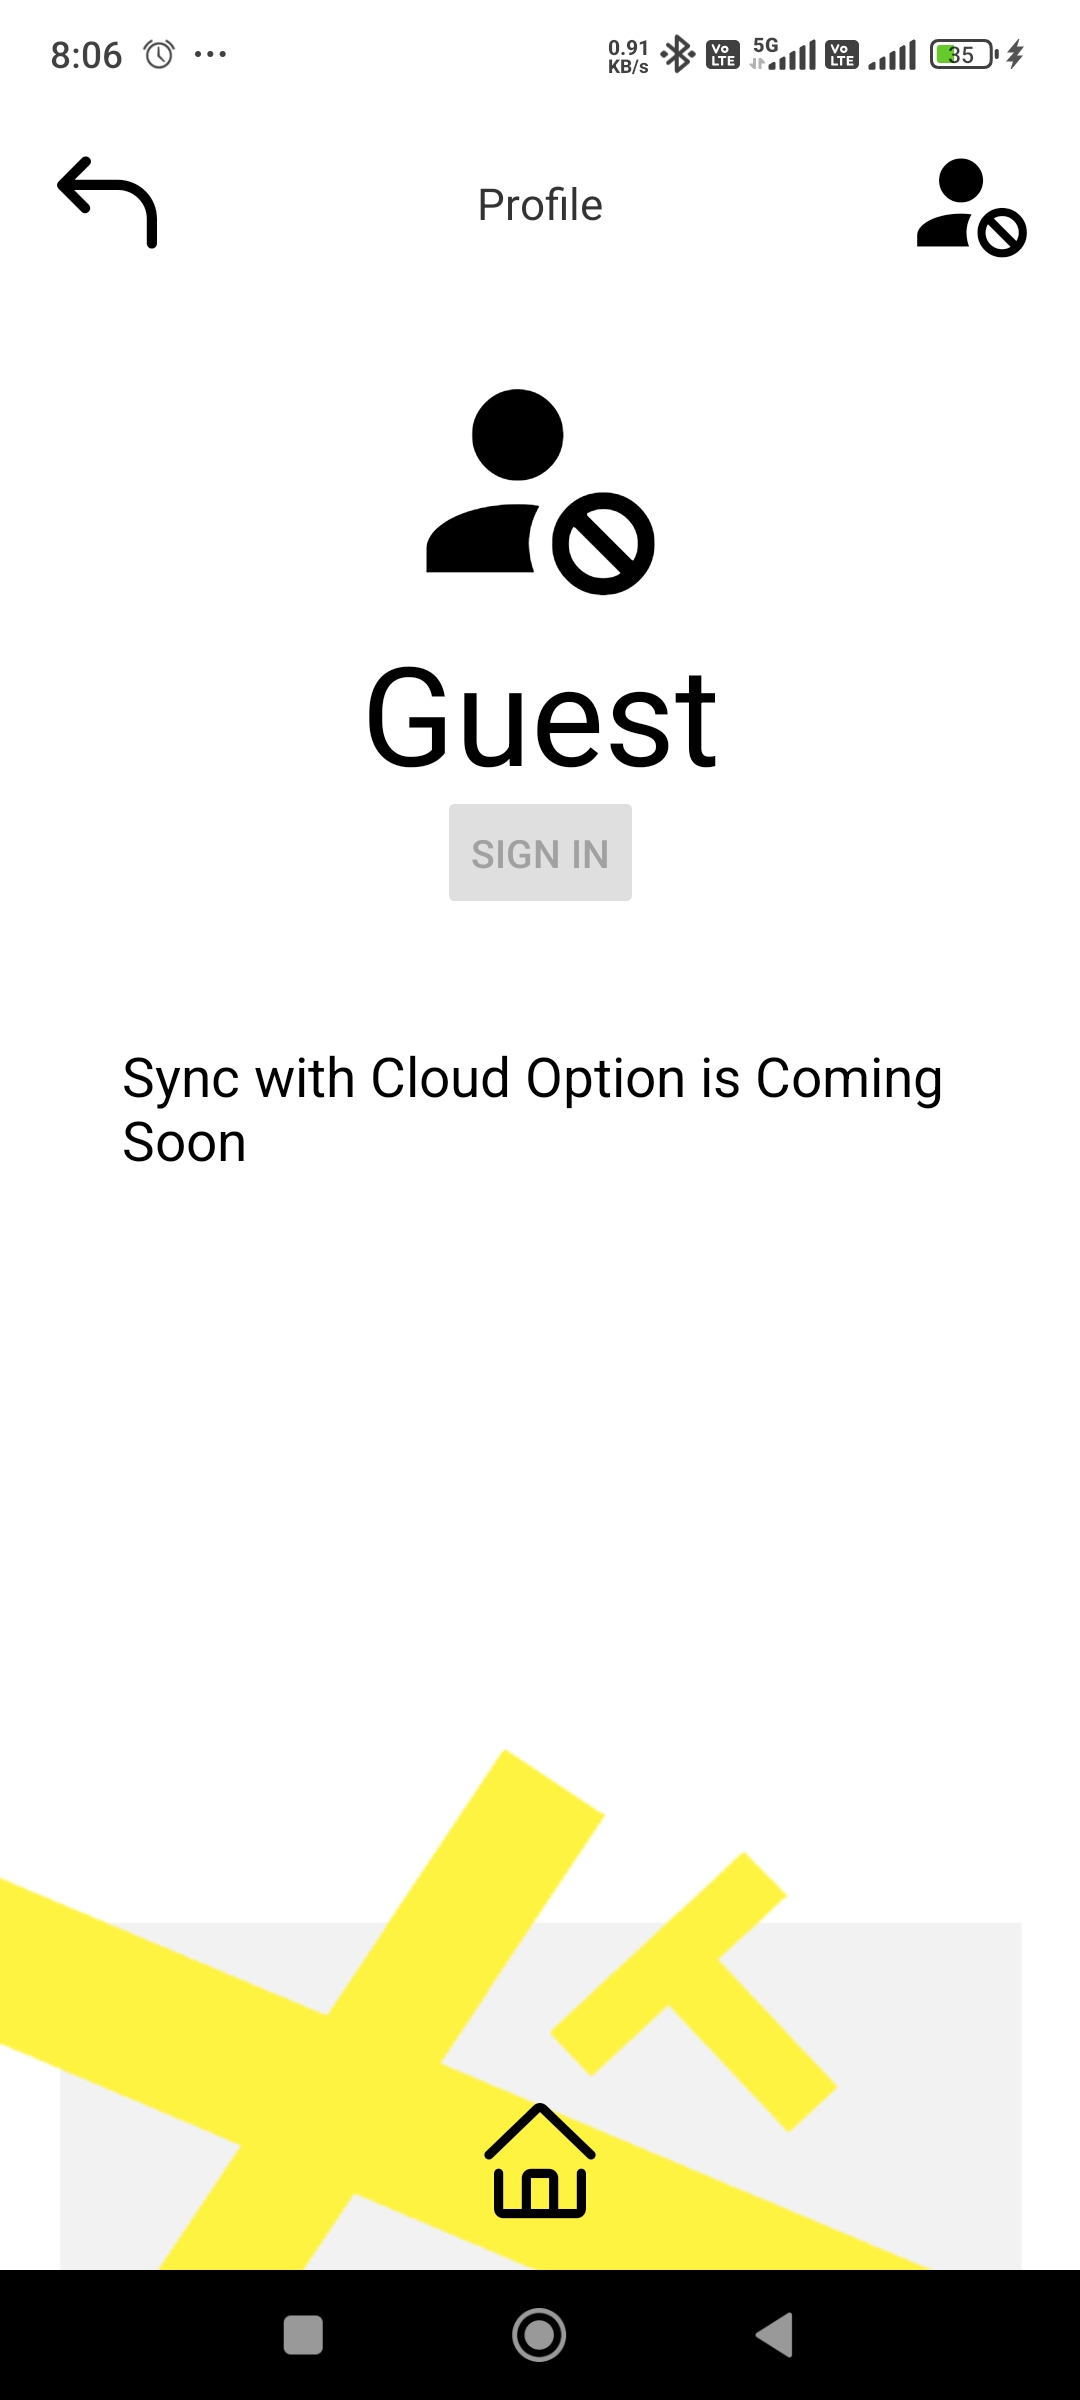 8:06
0.91
KB/s
Vo
LTE
5G
Vo
LTE
35
Profile
Guest
SIGN IN
Sync with Cloud Option is Coming
Soon